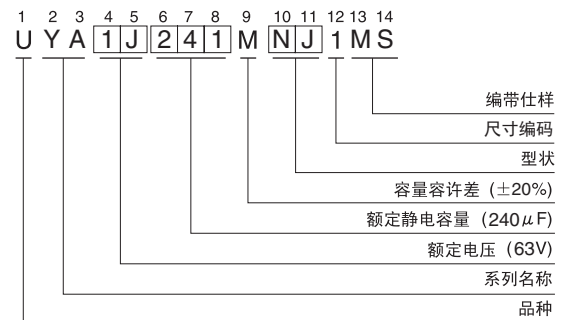 1 2 3 4 5 6 7 8 9 10 11 12 13 14
U Y A 1 J 2 4 1 M N J 1 M S
编带仕样
尺寸编码
型状
容量容许差 (±20%)
额定静电容量 (240μF)
额定电压 (63V)
系列名称
品种